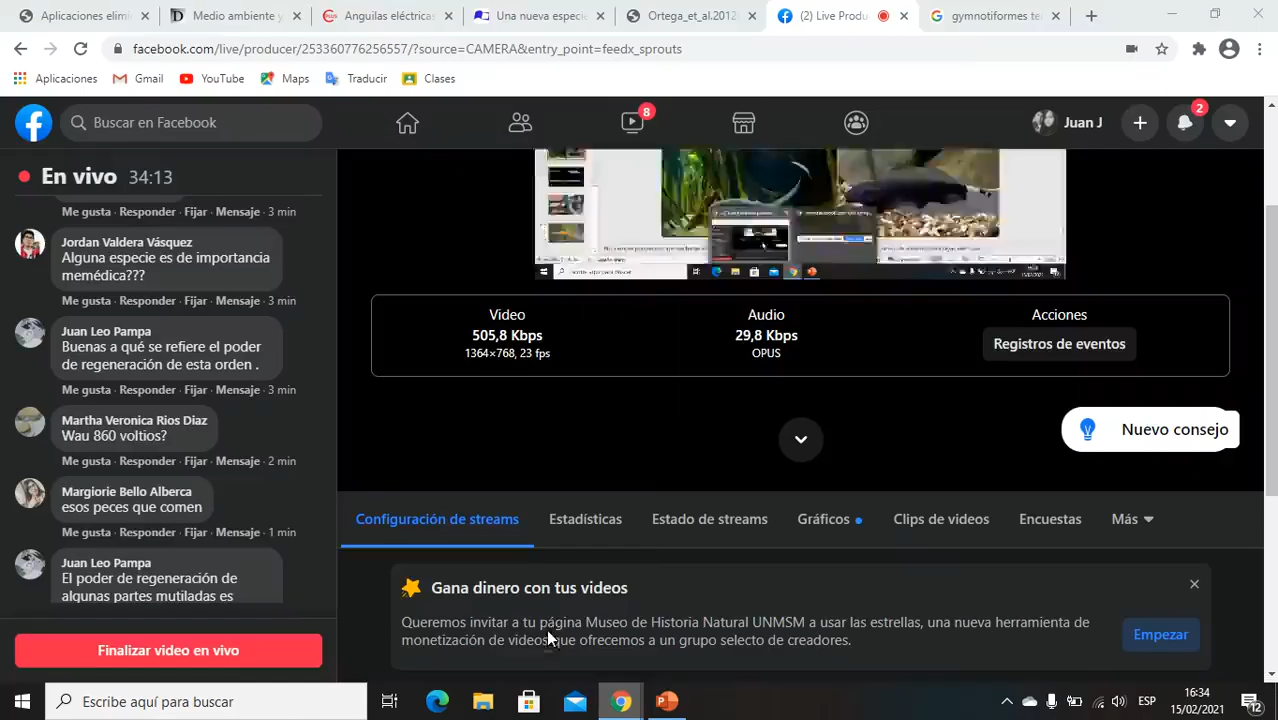 Aplicaciones elimi
Medio ambiente y
Anguilas eléctricas
Una nueva especie
Ortega_et_al.2012l
(2) Live Produ
gymnotiformes te
facebook.com/live/producer/253360776256557/?source=CAMERA&entry_point=feedx_sprouts
Aplicaciones
Gmail
YouTube
Maps
Traducir
Clases
Buscar en Facebook
8
Juan J
2
En vivo 34:13
Me gusta · Responder · Fijar · Mensaje · 3 min
Jordan Valdera Vásquez
Alguna especie es de importancia
memédica???
Me gusta · Responder · Fijar · Mensaje · 3 min
Juan Leo Pampa
Buenas a qué se refiere el poder
de regeneración de esta orden .
Me gusta · Responder · Fijar · Mensaje · 3 min
Martha Veronica Rios Diaz
Wau 860 voltios?
Me gusta · Responder · Fijar · Mensaje · 2 min
Margiorie Bello Alberca
esos peces que comen
Me gusta · Responder · Fijar · Mensaje · 1 min
Juan Leo Pampa
El poder de regeneración de
algunas partes mutiladas es
Finalizar video en vivo
Video
505,8 Kbps
1364×768, 23 fps
Audio
29,8 Kbps
OPUS
Acciones
Registros de eventos
Nuevo consejo
Configuración de streams
Estadísticas
Estado de streams
Gráficos
Clips de videos
Encuestas
Más
Gana dinero con tus videos
Queremos invitar a tu página Museo de Historia Natural UNMSM a usar las estrellas, una nueva herramienta de
monetización de videos que ofrecemos a un grupo selecto de creadores.
Empezar
Escribe aquí para buscar
ESP
16:34
15/02/2021
12